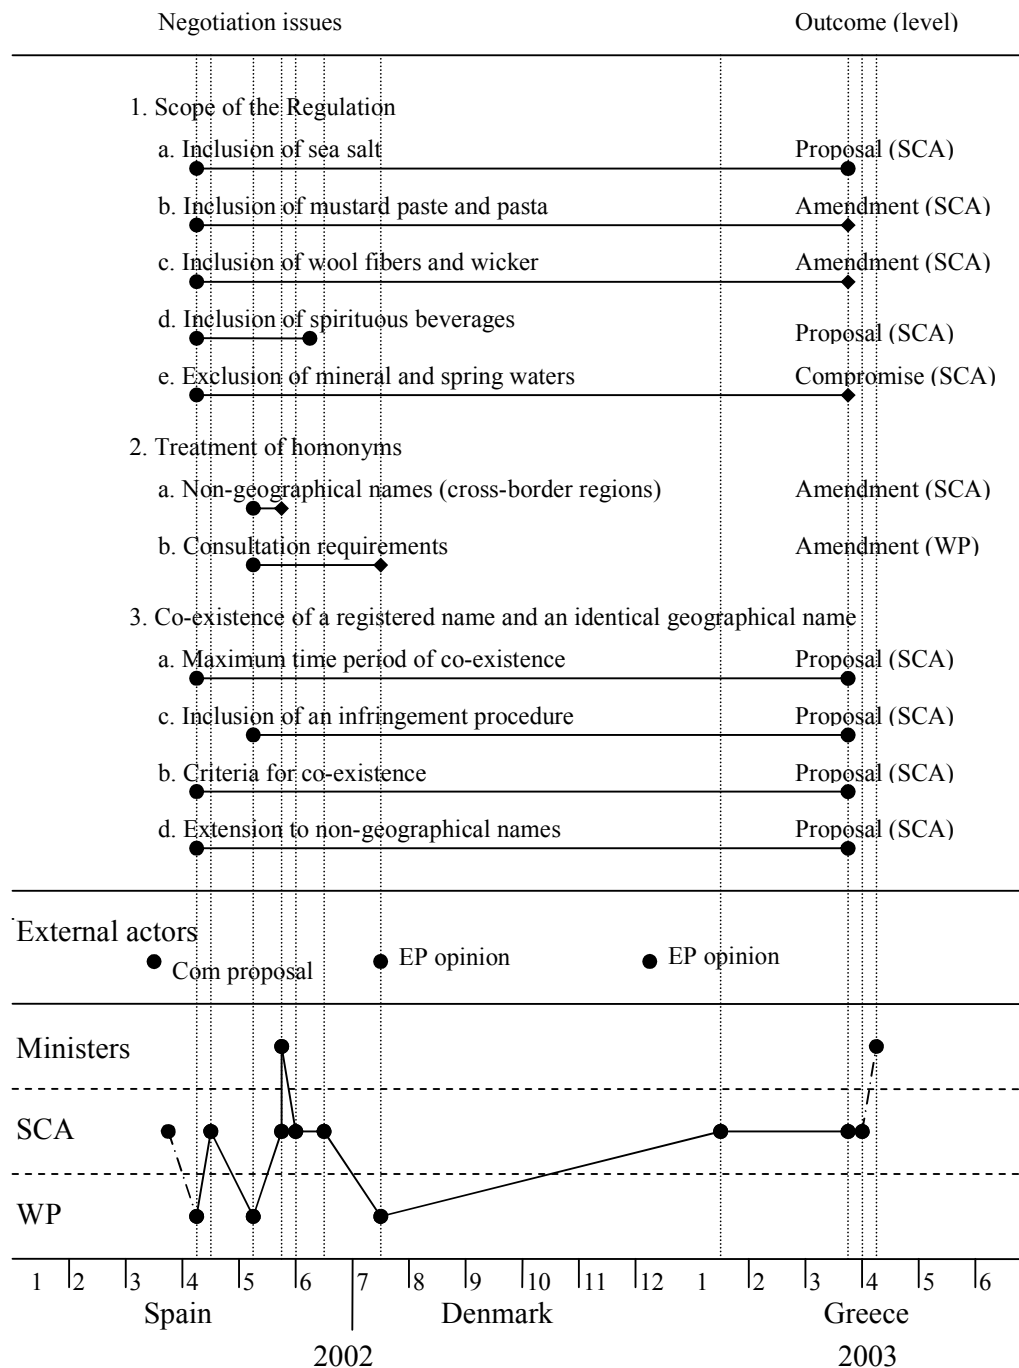 Negotiation issues Outcome (level)
1. Scope of the Regulation
a. Inclusion of sea salt Proposal (SCA)
b. Inclusion of mustard paste and pasta Amendment (SCA)
c. Inclusion of wool fibers and wicker Amendment (SCA)
d. Inclusion of spirituous beverages Proposal (SCA)
e. Exclusion of mineral and spring waters Compromise (SCA)
2. Treatment of homonyms
a. Non-geographical names (cross-border regions) Amendment (SCA)
b. Consultation requirements Amendment (WP)
3. Co-existence of a registered name and an identical geographical name
a. Maximum time period of co-existence Proposal (SCA)
c. Inclusion of an infringement procedure Proposal (SCA)
b. Criteria for co-existence Proposal (SCA)
d. Extension to non-geographical names Proposal (SCA)
External actors
Com proposal EP opinion EP opinion
Ministers
SCA
WP
1 2 3 4 5 6 7 8 9 10 11 12 1 2 3 4 5 6
Spain Denmark Greece
2002 2003